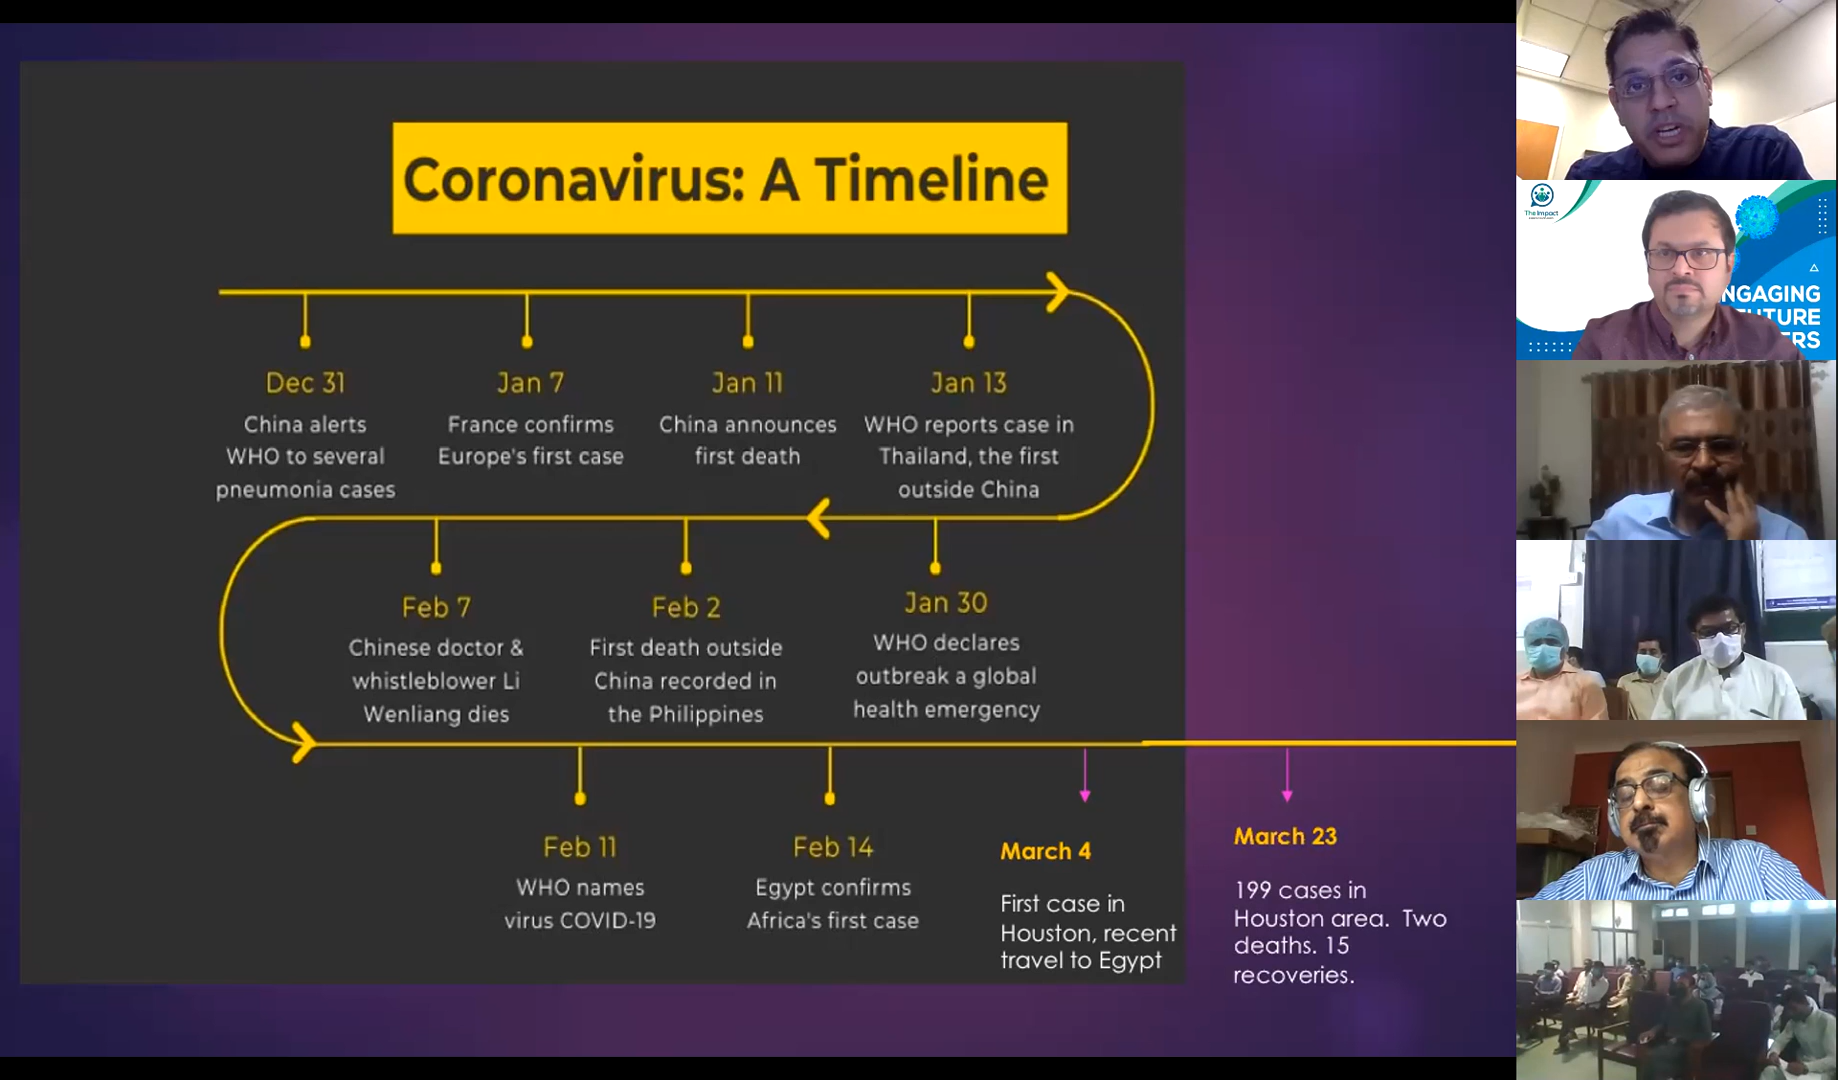 Coronavirus: A Timeline
Dec 31
China alerts
WHO to several
pneumonia cases
Jan 7
France confirms
Europe's first case
Jan 11
China announces
first death
Jan 13
WHO reports case in
Thailand, the first
outside China
Jan 30
WHO declares
outbreak a global
health emergency
Feb 2
First death outside
China recorded in
the Philippines
Feb 7
Chinese doctor &
whistleblower Li
Wenliang dies
Feb 11
WHO names
virus COVID-19
Feb 14
Egypt confirms
Africa's first case
March 4
First case in
Houston, recent
travel to Egypt
March 23
199 cases in
Houston area. Two
deaths. 15
recoveries.
The Impact
NGAGING
FUTURE
ERS